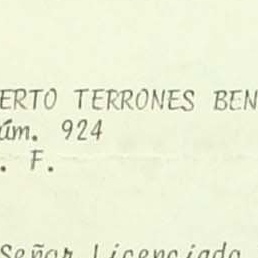 ERTO TERRONES BEN
úm. 924
. F.
Señor Licenciado